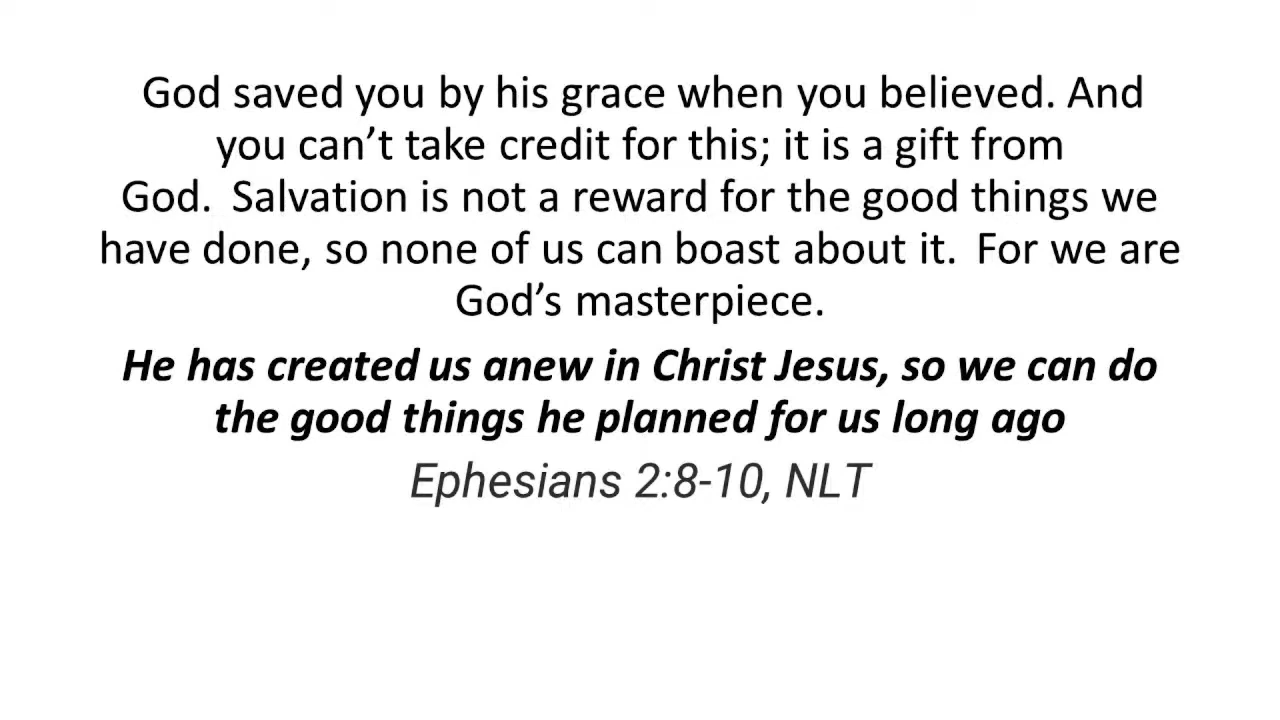 God saved you by his grace when you believed. And
you can’t take credit for this; it is a gift from
God. Salvation is not a reward for the good things we
have done, so none of us can boast about it. For we are
God’s masterpiece.
He has created us anew in Christ Jesus, so we can do
the good things he planned for us long ago
Ephesians 2:8-10, NLT